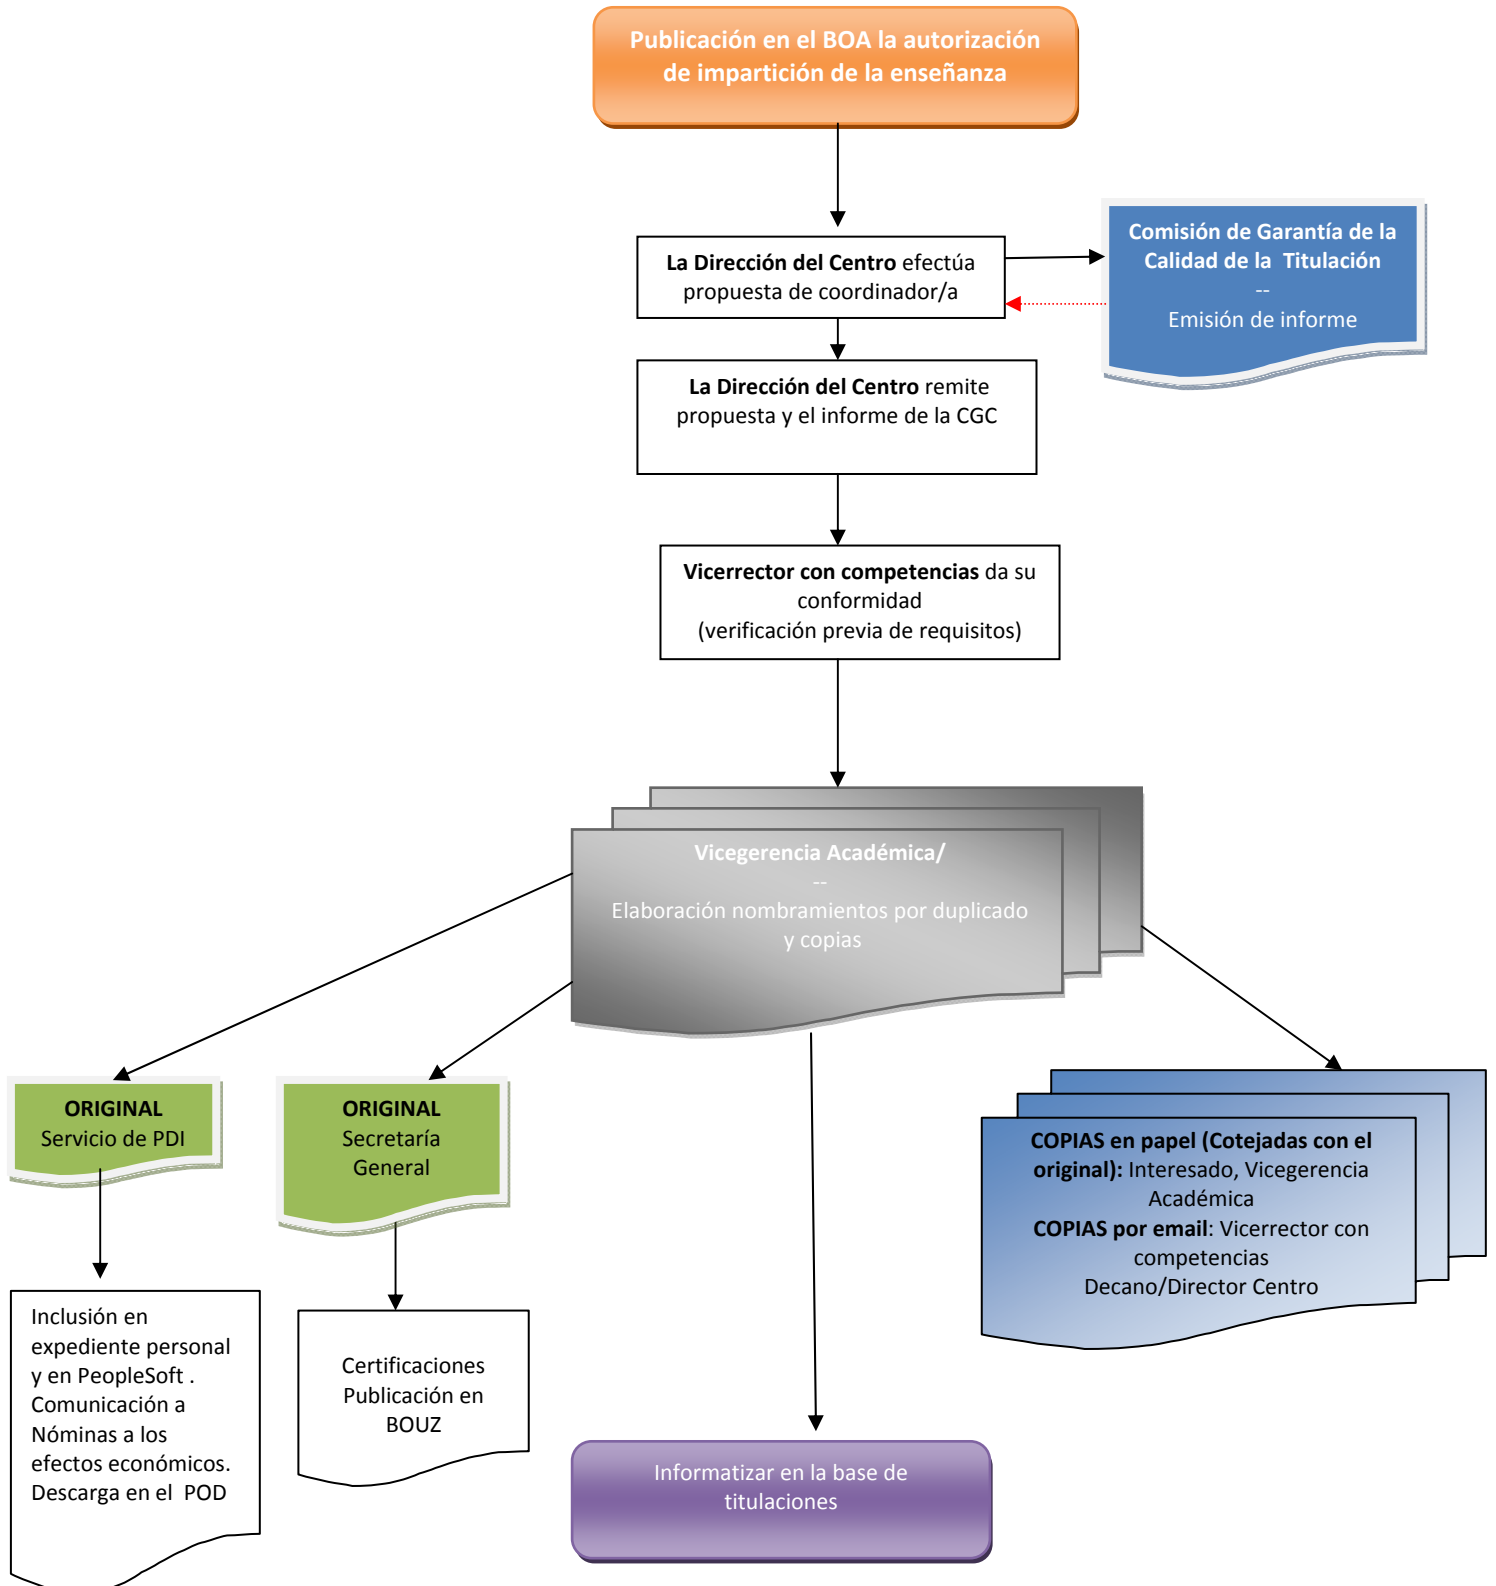 Publicación en el BOA la autorización
de impartición de la enseñanza
Comisión de Garantía de la
Calidad de la Titulación
--
Emisión de informe
La Dirección del Centro efectúa
propuesta de coordinador/a
La Dirección del Centro remite
propuesta y el informe de la CGC
Vicerrector con competencias da su
conformidad
(verificación previa de requisitos)
Vicegerencia Académica/
--
Elaboración nombramientos por duplicado
y copias
ORIGINAL
Servicio de PDI
ORIGINAL
Secretaría
General
COPIAS en papel (Cotejadas con el
original): Interesado, Vicegerencia
Académica
COPIAS por email: Vicerrector con
competencias
Decano/Director Centro
Inclusión en
expediente personal
y en PeopleSoft .
Comunicación a
Nóminas a los
efectos económicos.
Descarga en el POD
Certificaciones
Publicación en
BOUZ
Informatizar en la base de
titulaciones